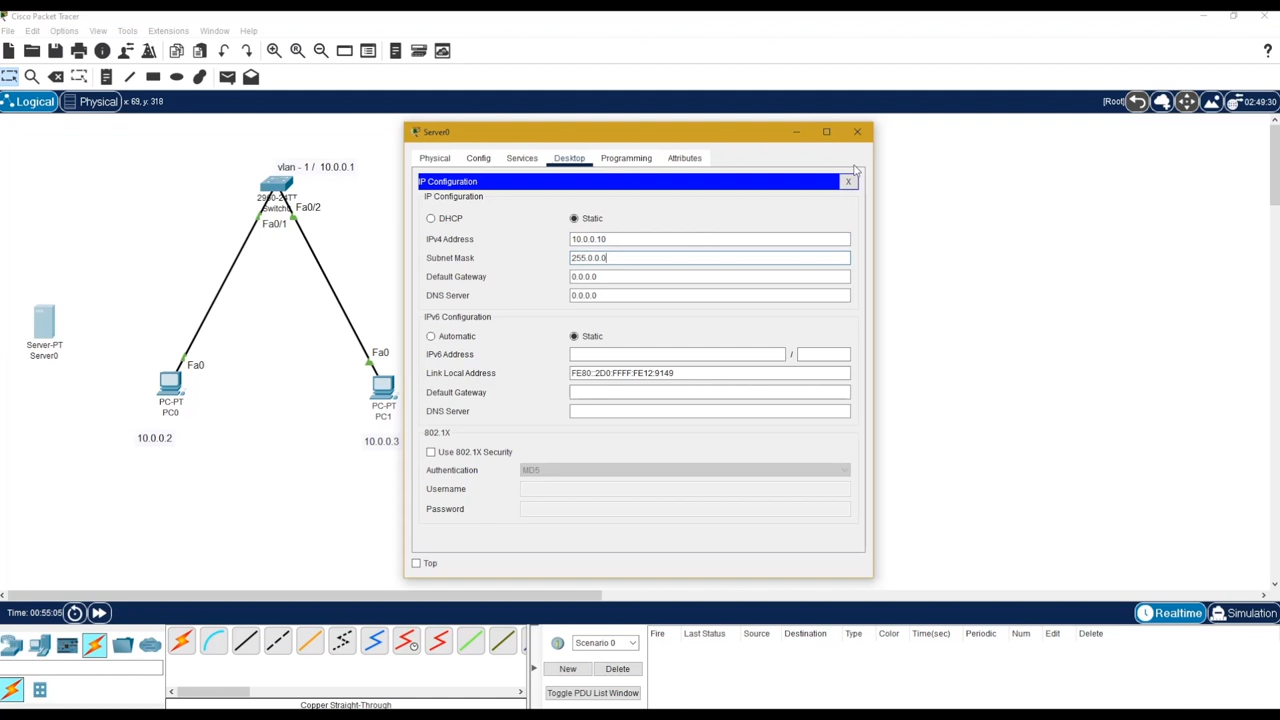 Cisco Packet Tracer
File Edit Options View Tools Extensions Window Help
Logical Physical x: 69, y: 318 [Root] 02:49:30
vlan - 1 / 10.0.0.1
Fa0/2
Fa0/1
Server-PT
Server0
Fa0
Fa0
PC-PT
PC0
PC-PT
PC1
10.0.0.2
10.0.0.3
Server0
Physical Config Services Desktop Programming Attributes
IP Configuration X
IP Configuration
DHCP Static
IPv4 Address 10.0.0.10
Subnet Mask 255.0.0.0
Default Gateway 0.0.0.0
DNS Server 0.0.0.0
IPv6 Configuration
Automatic Static
IPv6 Address /
Link Local Address FE80::2D0:FFFF:FE12:9149
Default Gateway
DNS Server
802.1X
Use 802.1X Security
Authentication MD5
Username
Password
Top
Time: 00:55:05 Realtime Simulation
Scenario 0
New Delete
Toggle PDU List Window
Fire Last Status Source Destination Type Color Time(sec) Periodic Num Edit Delete
Copper Straight-Through